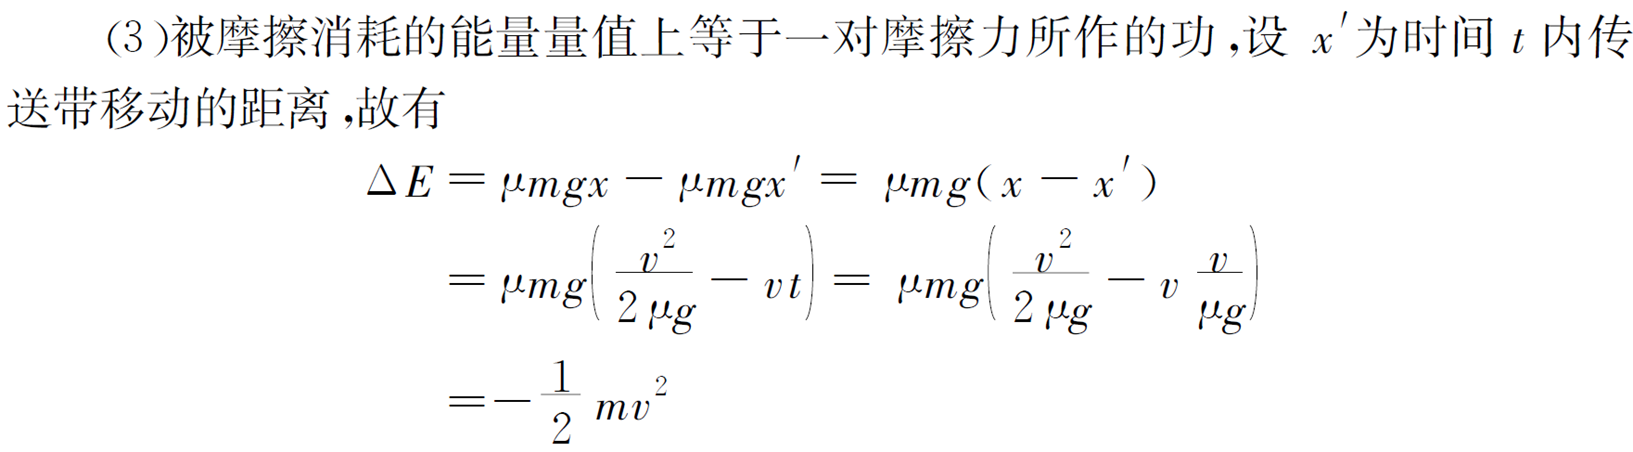 (3)被摩擦消耗的能量量值上等于一对摩擦力所作的功,设 x′为时间 t 内传
送带移动的距离,故有
ΔE = μmgx − μmgx′ = μmg(x − x′)
= μmg(v²/2μg − vt) = μmg(v²/2μg − v v/μg)
=−1/2 mv²